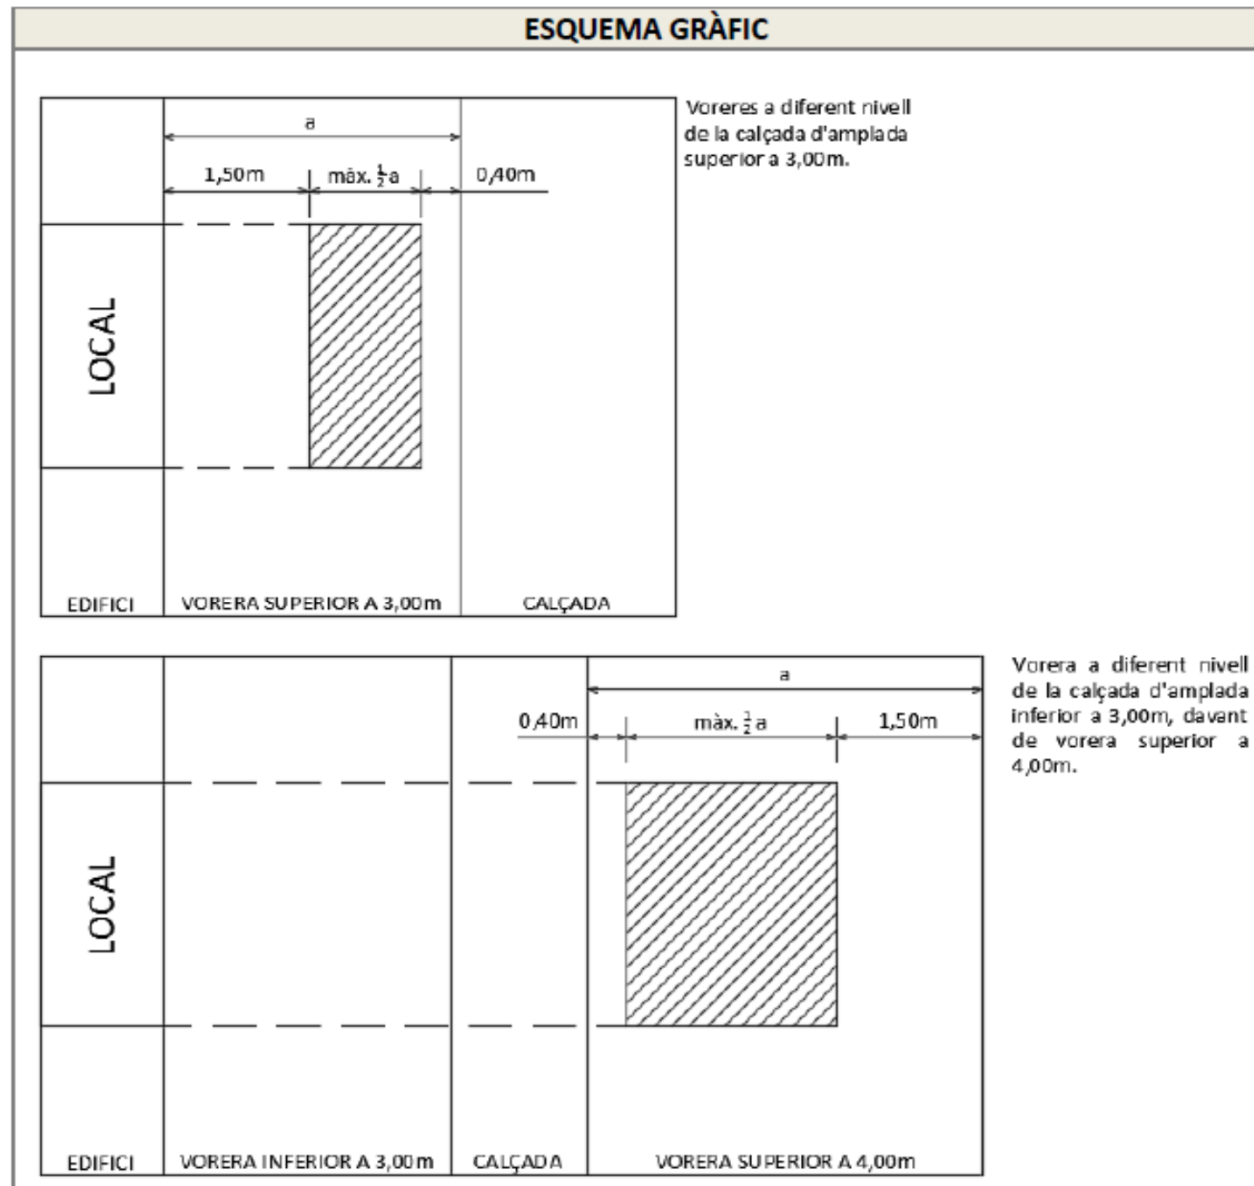 ESQUEMA GRÀFIC
Voreres a diferent nivell
de la calçada d'amplada
superior a 3,00m.
a
1,50m
màx. ½ a
0,40m
LOCAL
EDIFICI
VORERA SUPERIOR A 3,00m
CALÇADA
Vorera a diferent nivell
de la calçada d'amplada
inferior a 3,00m, davant
de vorera superior a
4,00m.
a
0,40m
màx. ½ a
1,50m
LOCAL
EDIFICI
VORERA INFERIOR A 3,00m
CALÇADA
VORERA SUPERIOR A 4,00m